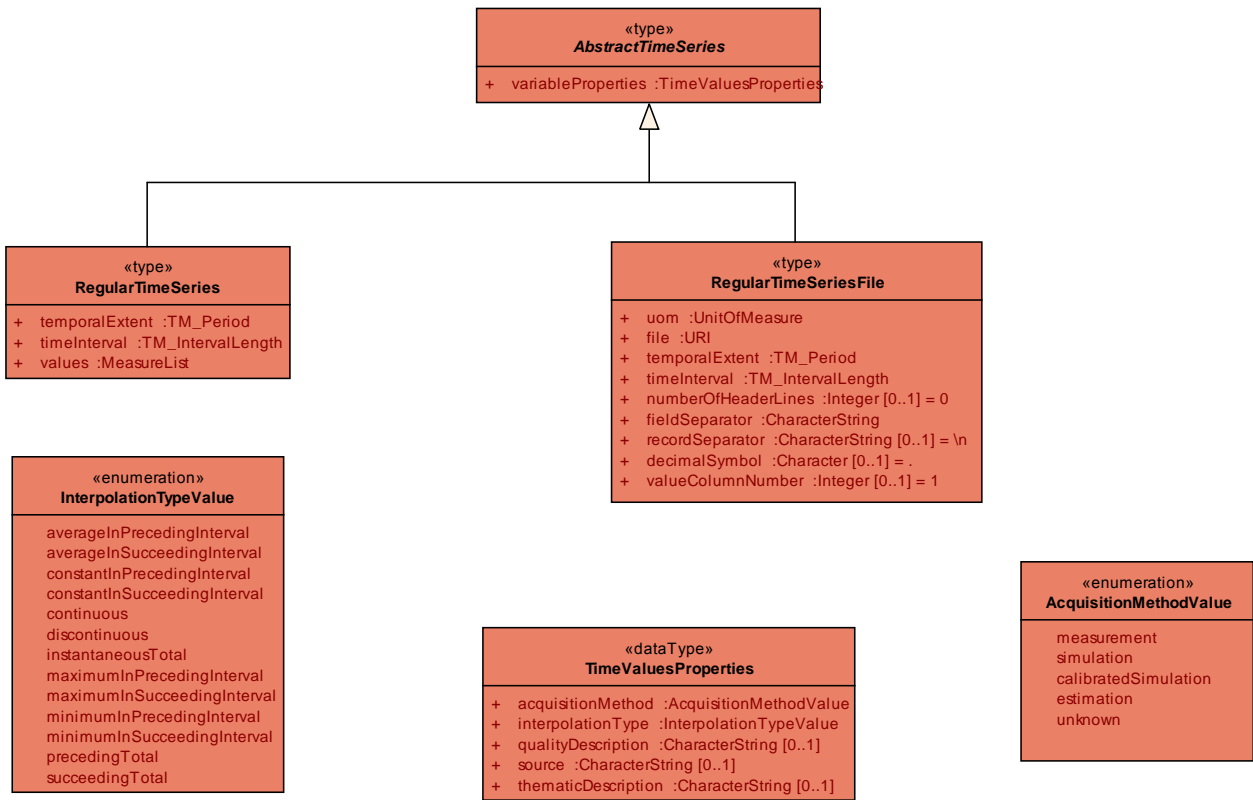 «type»
AbstractTimeSeries
+ variableProperties :TimeValuesProperties
«type»
RegularTimeSeries
+ temporalExtent :TM_Period
+ timeInterval :TM_IntervalLength
+ values :MeasureList
«type»
RegularTimeSeriesFile
+ uom :UnitOfMeasure
+ file :URI
+ temporalExtent :TM_Period
+ timeInterval :TM_IntervalLength
+ numberOfHeaderLines :Integer [0..1] = 0
+ fieldSeparator :CharacterString
+ recordSeparator :CharacterString [0..1] = \n
+ decimalSymbol :Character [0..1] = .
+ valueColumnNumber :Integer [0..1] = 1
«enumeration»
InterpolationTypeValue
averageInPrecedingInterval
averageInSucceedingInterval
constantInPrecedingInterval
constantInSucceedingInterval
continuous
discontinuous
instantaneousTotal
maximumInPrecedingInterval
maximumInSucceedingInterval
minimumInPrecedingInterval
minimumInSucceedingInterval
precedingTotal
succeedingTotal
«dataType»
TimeValuesProperties
+ acquisitionMethod :AcquisitionMethodValue
+ interpolationType :InterpolationTypeValue
+ qualityDescription :CharacterString [0..1]
+ source :CharacterString [0..1]
+ thematicDescription :CharacterString [0..1]
«enumeration»
AcquisitionMethodValue
measurement
simulation
calibratedSimulation
estimation
unknown